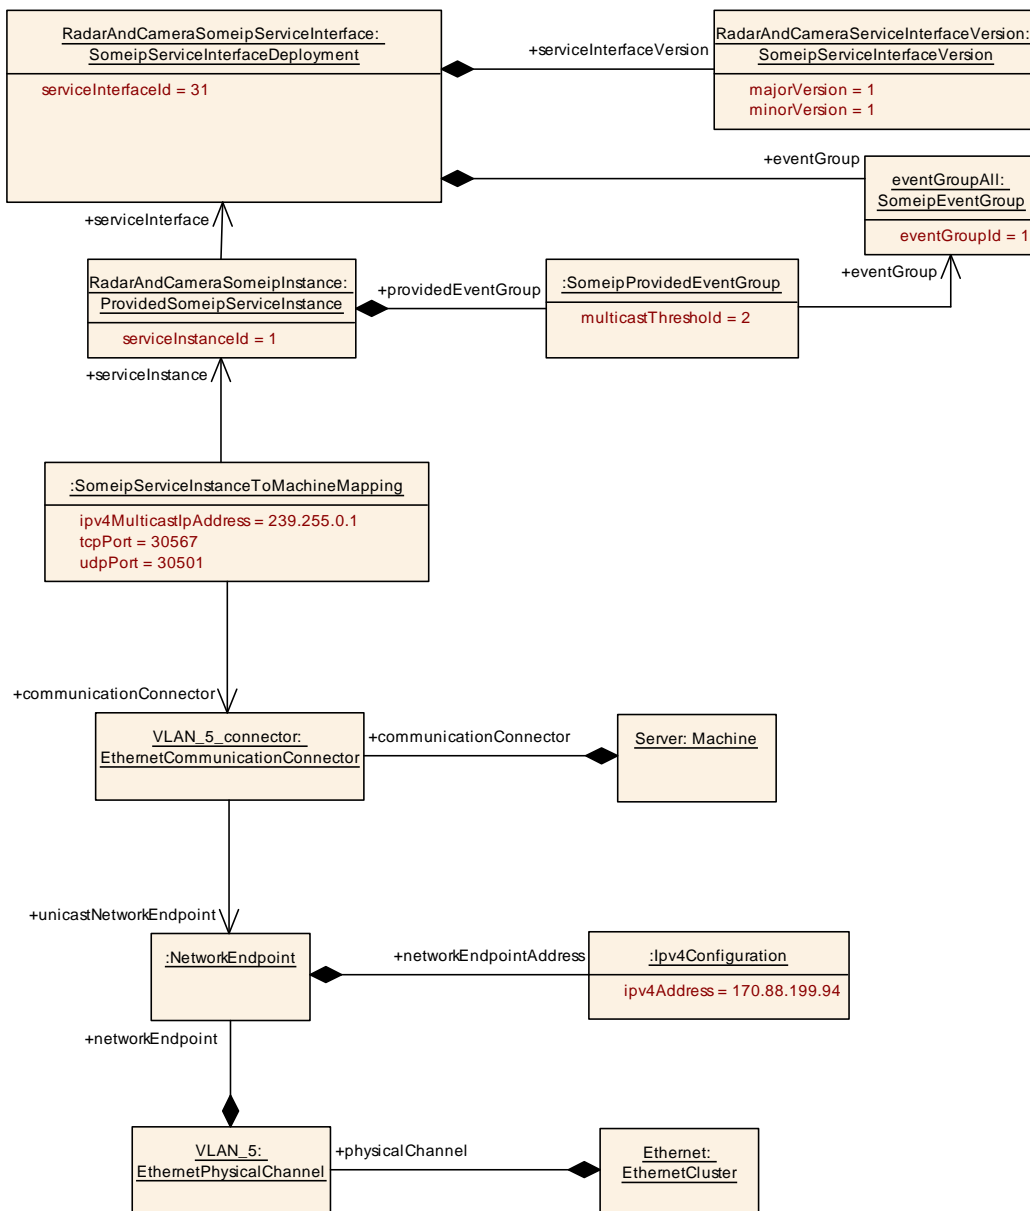 RadarAndCameraSomeipServiceInterface:
SomeipServiceInterfaceDeployment
serviceInterfaceId = 31
+serviceInterfaceVersion
RadarAndCameraServiceInterfaceVersion:
SomeipServiceInterfaceVersion
majorVersion = 1
minorVersion = 1
+eventGroup
eventGroupAll:
SomeipEventGroup
eventGroupId = 1
+serviceInterface
RadarAndCameraSomeipInstance:
ProvidedSomeipServiceInstance
serviceInstanceId = 1
+providedEventGroup
:SomeipProvidedEventGroup
multicastThreshold = 2
+eventGroup
+serviceInstance
:SomeipServiceInstanceToMachineMapping
ipv4MulticastIpAddress = 239.255.0.1
tcpPort = 30567
udpPort = 30501
+communicationConnector
VLAN_5_connector:
EthernetCommunicationConnector
+communicationConnector
Server: Machine
+unicastNetworkEndpoint
:NetworkEndpoint
+networkEndpointAddress
:Ipv4Configuration
ipv4Address = 170.88.199.94
+networkEndpoint
VLAN_5:
EthernetPhysicalChannel
+physicalChannel
Ethernet:
EthernetCluster